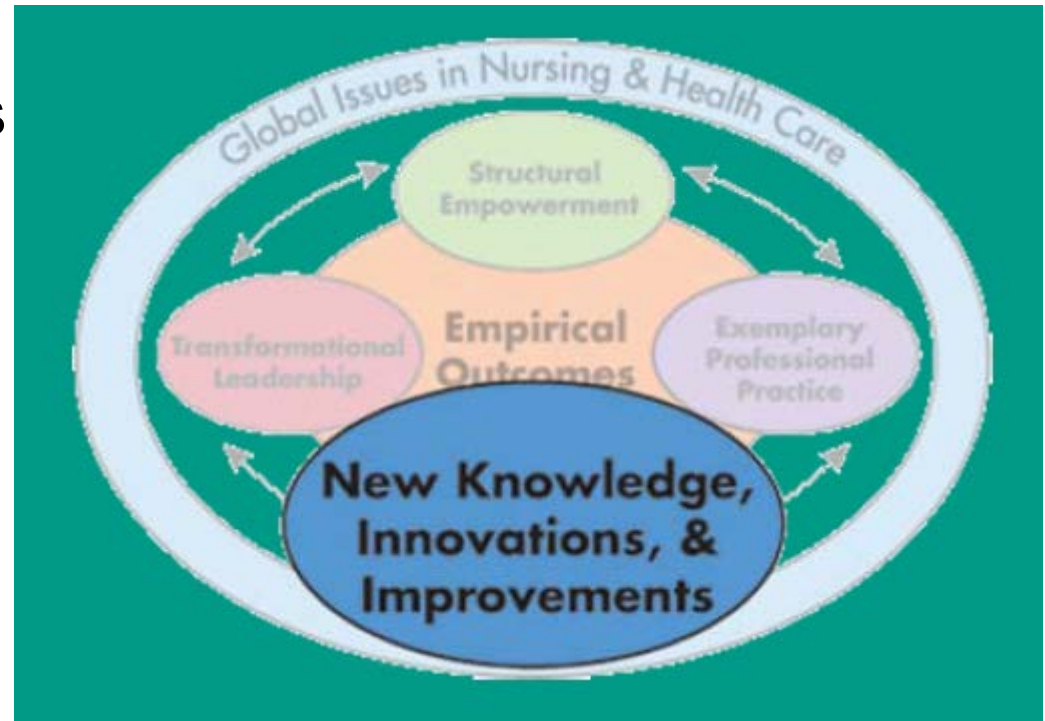 s
Global Issues in Nursing & Health Care
Structural
Empowerment
Transformational
Leadership
Empirical
Outcomes
Exemplary
Professional
Practice
New Knowledge,
Innovations, &
Improvements